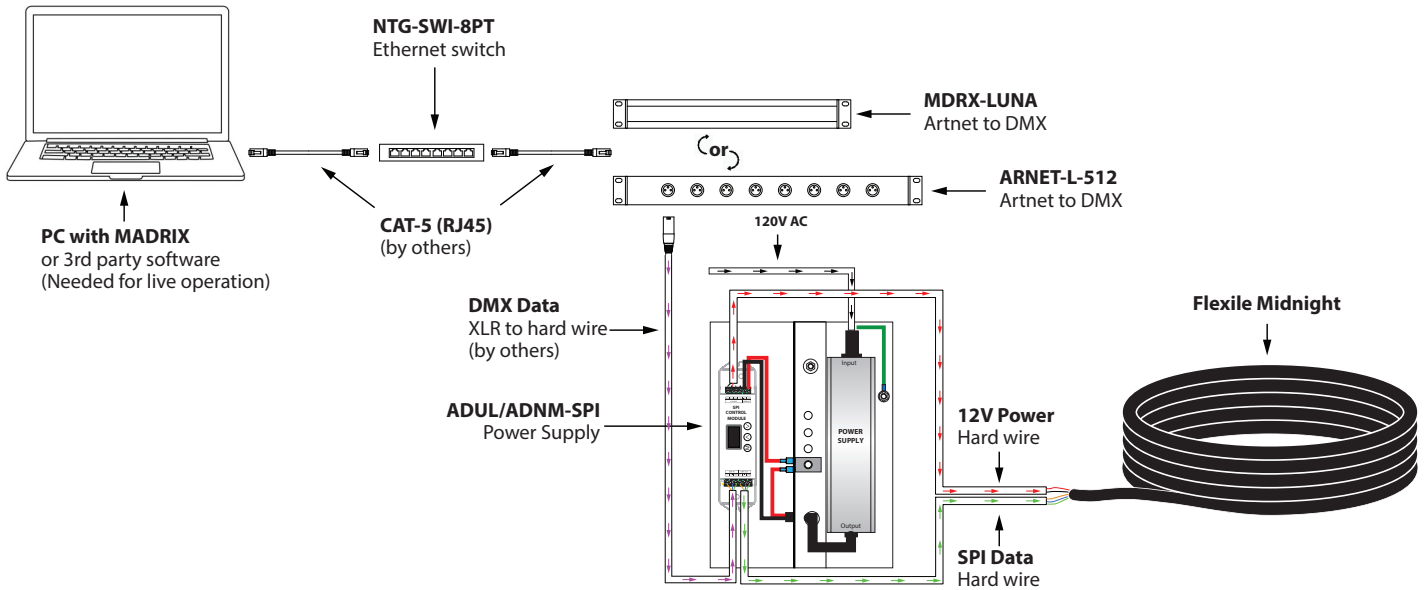 NTG-SWI-8PT
Ethernet switch
MDRX-LUNA
Artnet to DMX
or
ARNET-L-512
Artnet to DMX
PC with MADRIX
or 3rd party software
(Needed for live operation)
CAT-5 (RJ45)
(by others)
120V AC
DMX Data
XLR to hard wire
(by others)
Flexile Midnight
Input
SPI
CONTROL
MODULE
ADUL/ADNM-SPI
Power Supply
POWER
SUPPLY
12V Power
Hard wire
Output
SPI Data
Hard wire